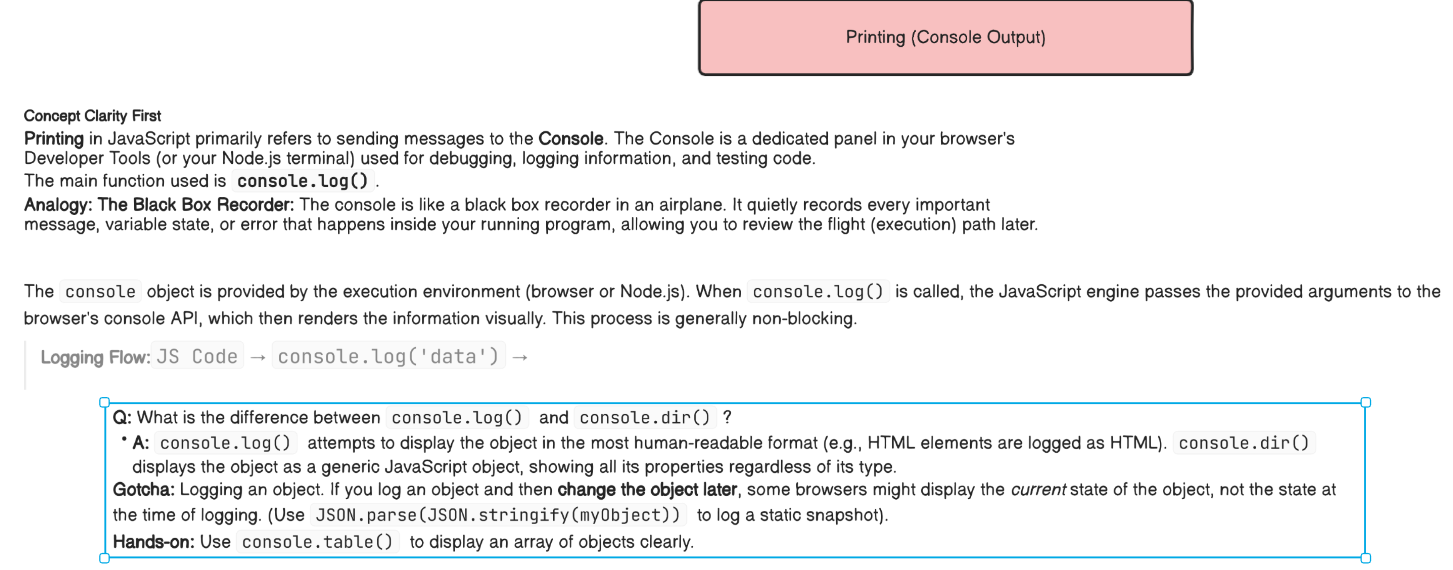 Printing (Console Output)
Concept Clarity First
Printing in JavaScript primarily refers to sending messages to the Console. The Console is a dedicated panel in your browser's
Developer Tools (or your Node.js terminal) used for debugging, logging information, and testing code.
The main function used is console.log() .
Analogy: The Black Box Recorder: The console is like a black box recorder in an airplane. It quietly records every important
message, variable state, or error that happens inside your running program, allowing you to review the flight (execution) path later.
The console object is provided by the execution environment (browser or Node.js). When console.log() is called, the JavaScript engine passes the provided arguments to the
browser's console API, which then renders the information visually. This process is generally non-blocking.
Logging Flow: JS Code → console.log('data') →
Q: What is the difference between console.log() and console.dir() ?
• A: console.log() attempts to display the object in the most human-readable format (e.g., HTML elements are logged as HTML). console.dir()
displays the object as a generic JavaScript object, showing all its properties regardless of its type.
Gotcha: Logging an object. If you log an object and then change the object later, some browsers might display the current state of the object, not the state at
the time of logging. (Use JSON.parse(JSON.stringify(myObject)) to log a static snapshot).
Hands-on: Use console.table() to display an array of objects clearly.